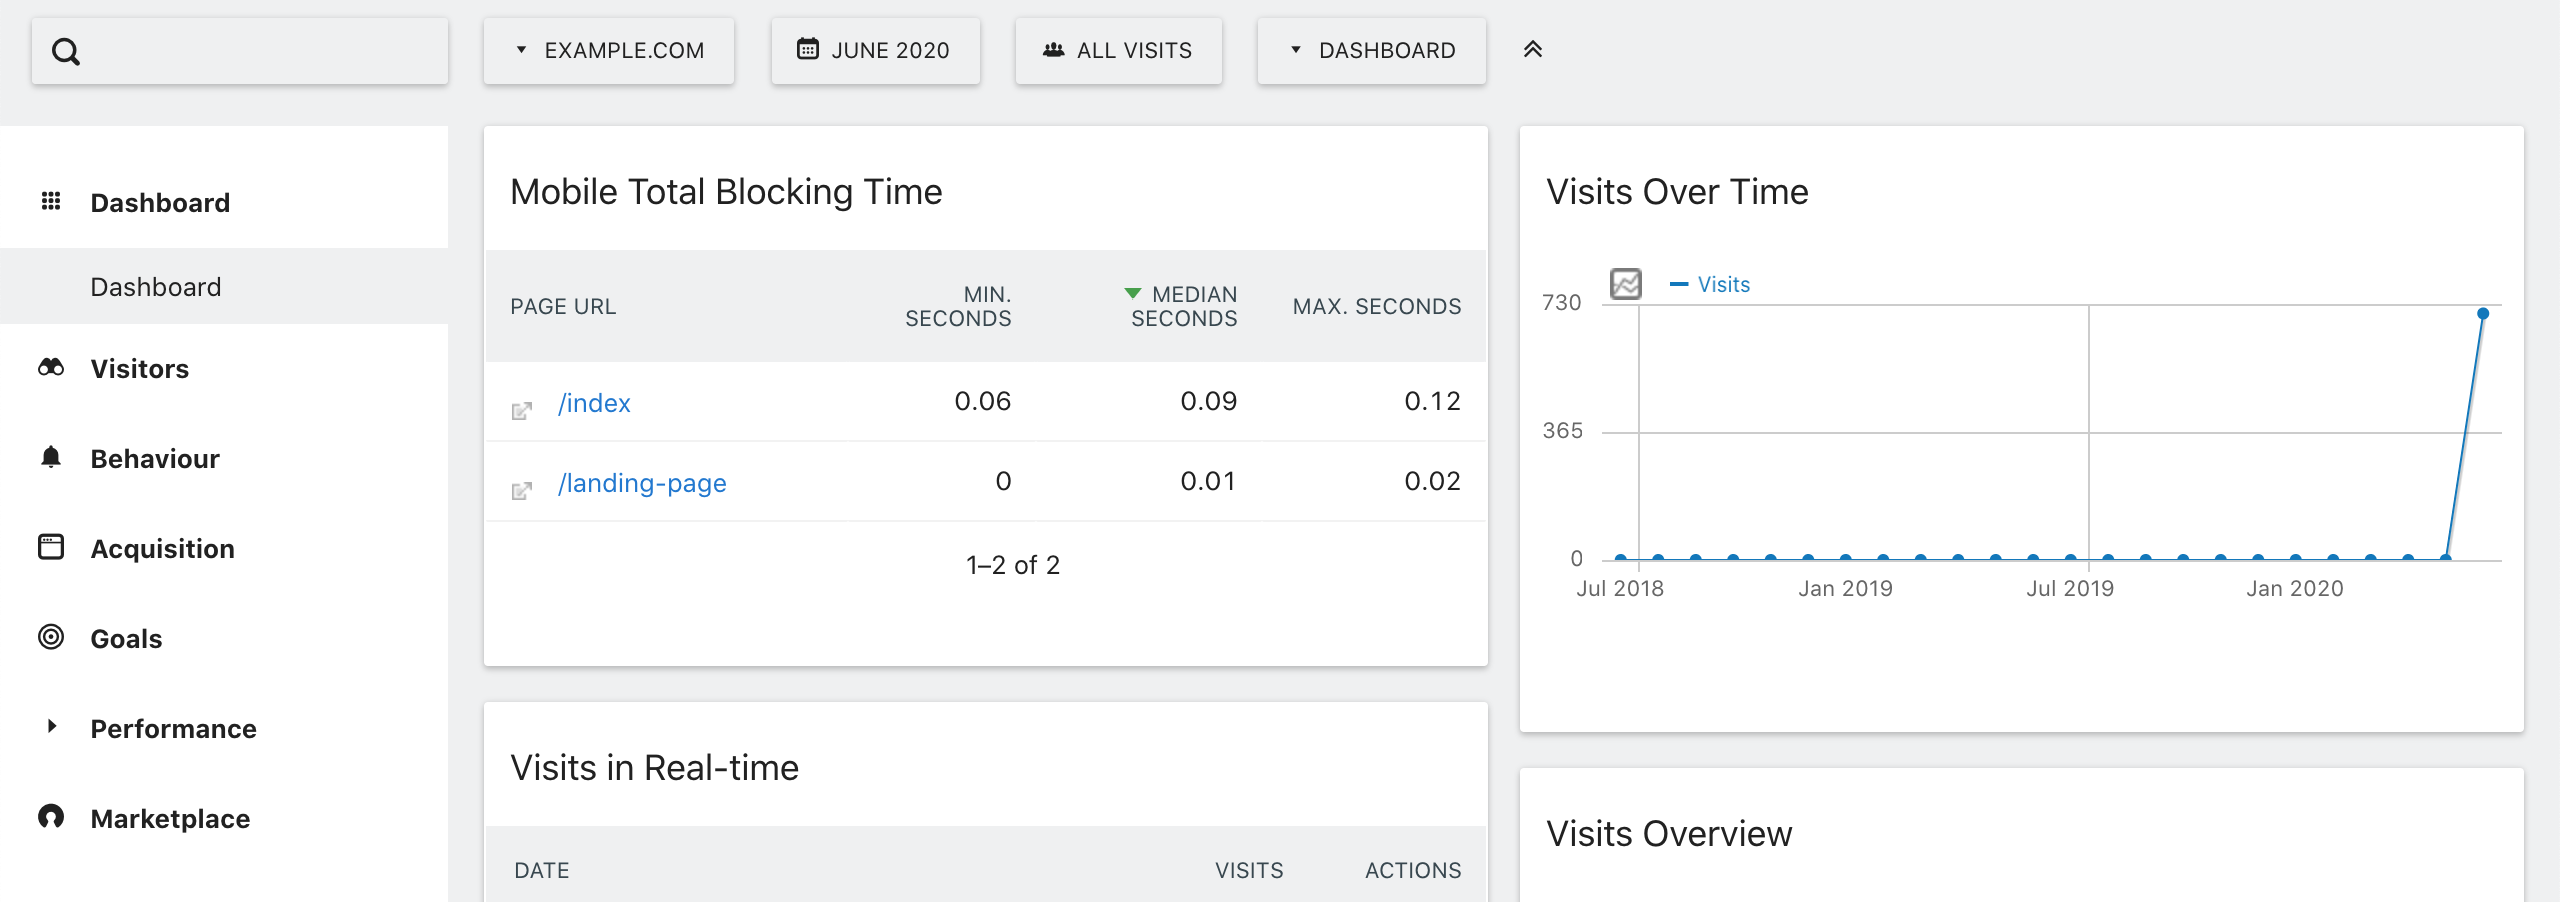 EXAMPLE.COM
JUNE 2020
ALL VISITS
DASHBOARD
Dashboard
Dashboard
Visitors
Behaviour
Acquisition
Goals
Performance
Marketplace
Mobile Total Blocking Time
PAGE URL
MIN.
SECONDS
MEDIAN
SECONDS
MAX. SECONDS
/index 0.06 0.09 0.12
/landing-page 0 0.01 0.02
1–2 of 2
Visits in Real-time
DATE VISITS ACTIONS
Visits Over Time
Visits
730
365
0
Jul 2018 Jan 2019 Jul 2019 Jan 2020
Visits Overview